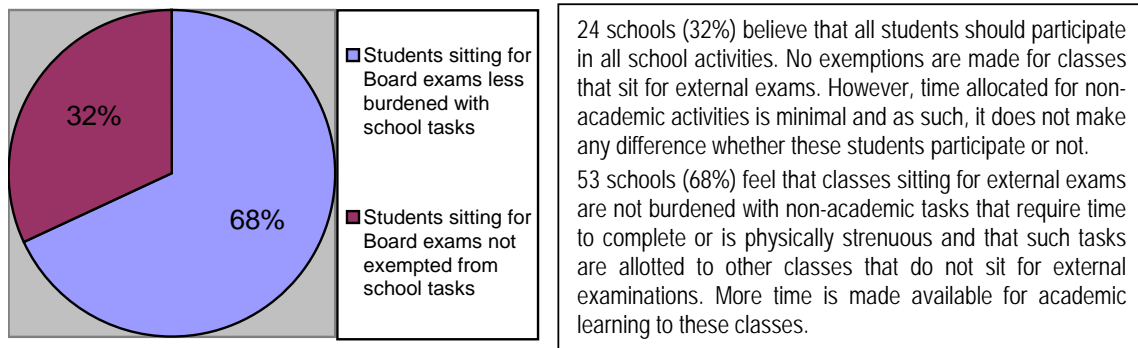 32%
68%
Students sitting for
Board exams less
burdened with
school tasks
Students sitting for
Board exams not
exempted from
school tasks
24 schools (32%) believe that all students should participate
in all school activities. No exemptions are made for classes
that sit for external exams. However, time allocated for non-
academic activities is minimal and as such, it does not make
any difference whether these students participate or not.
53 schools (68%) feel that classes sitting for external exams
are not burdened with non-academic tasks that require time
to complete or is physically strenuous and that such tasks
are allotted to other classes that do not sit for external
examinations. More time is made available for academic
learning to these classes.